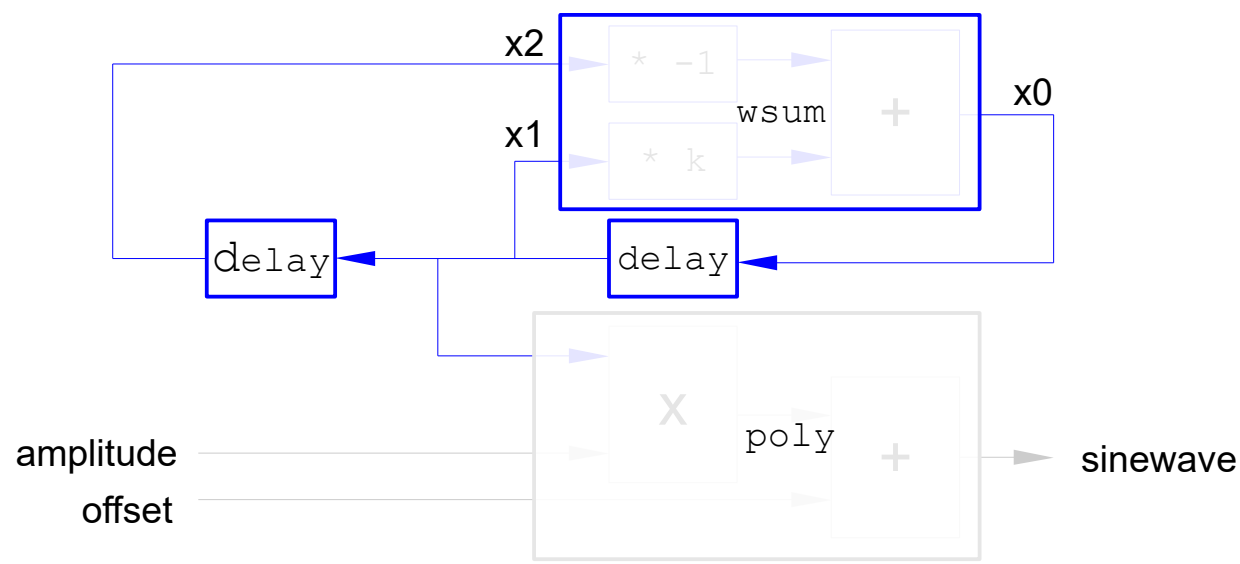 x2
* -1
x0
wsum
+
x1
* k
delay
delay
x
poly
+
amplitude
sinewave
offset